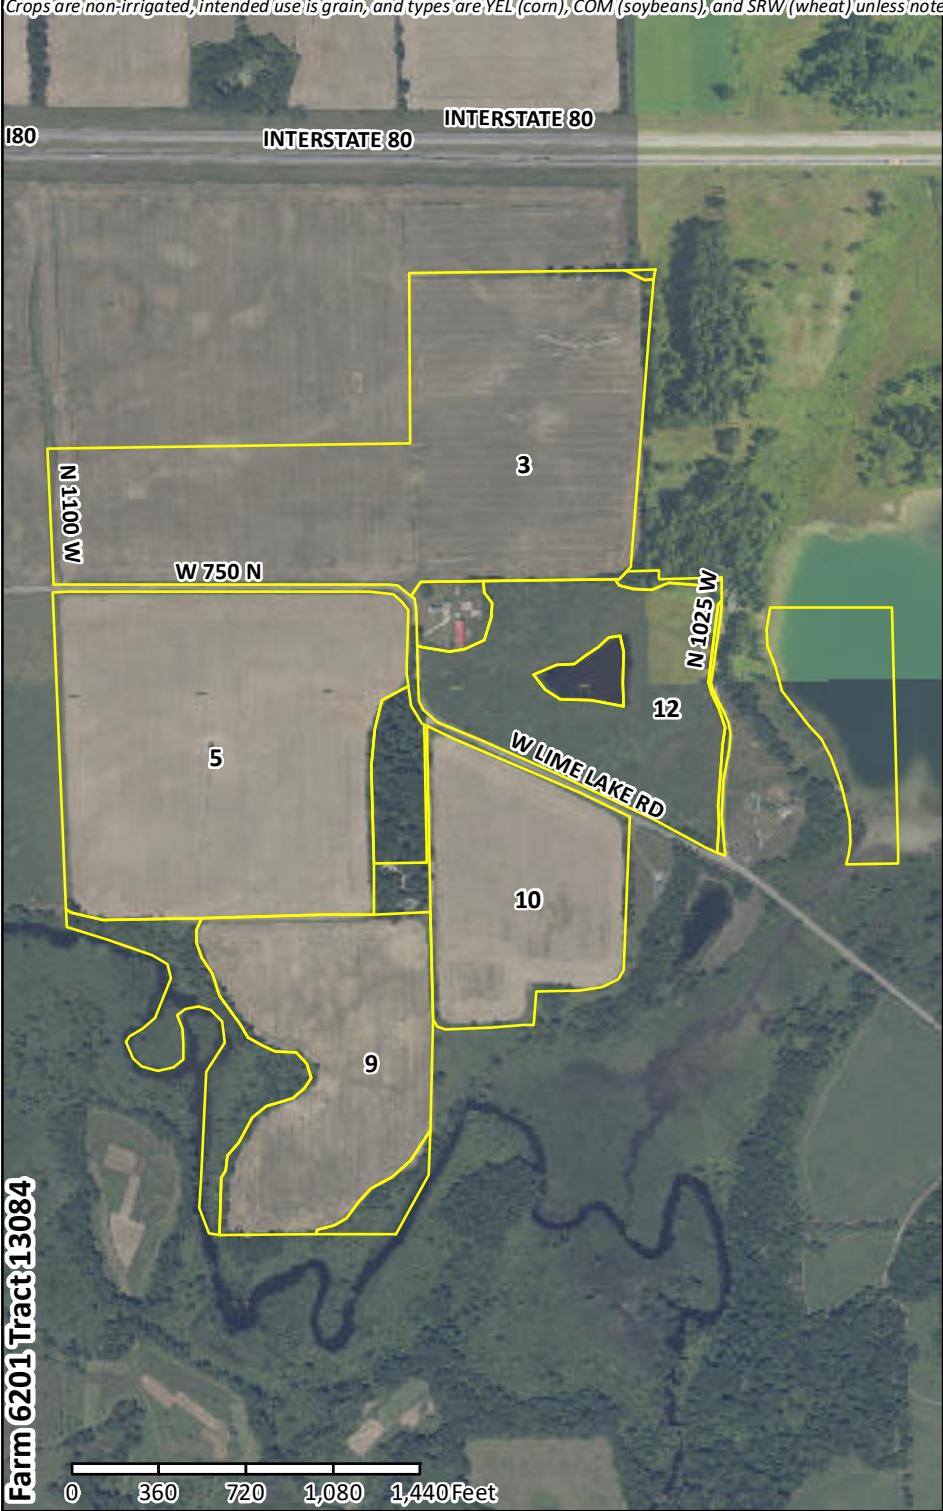 Crops are non-irrigated, intended use is grain, and types are YEL (corn), COM (soybeans), and SRW (wheat) unless note
INTERSTATE 80
I80
INTERSTATE 80
3
N 1100 W
W 750 N
N 1025 W
12
5
W LIME LAKE RD
10
9
Farm 6201 Tract 13084
0 360 720 1,080 1,440 Feet